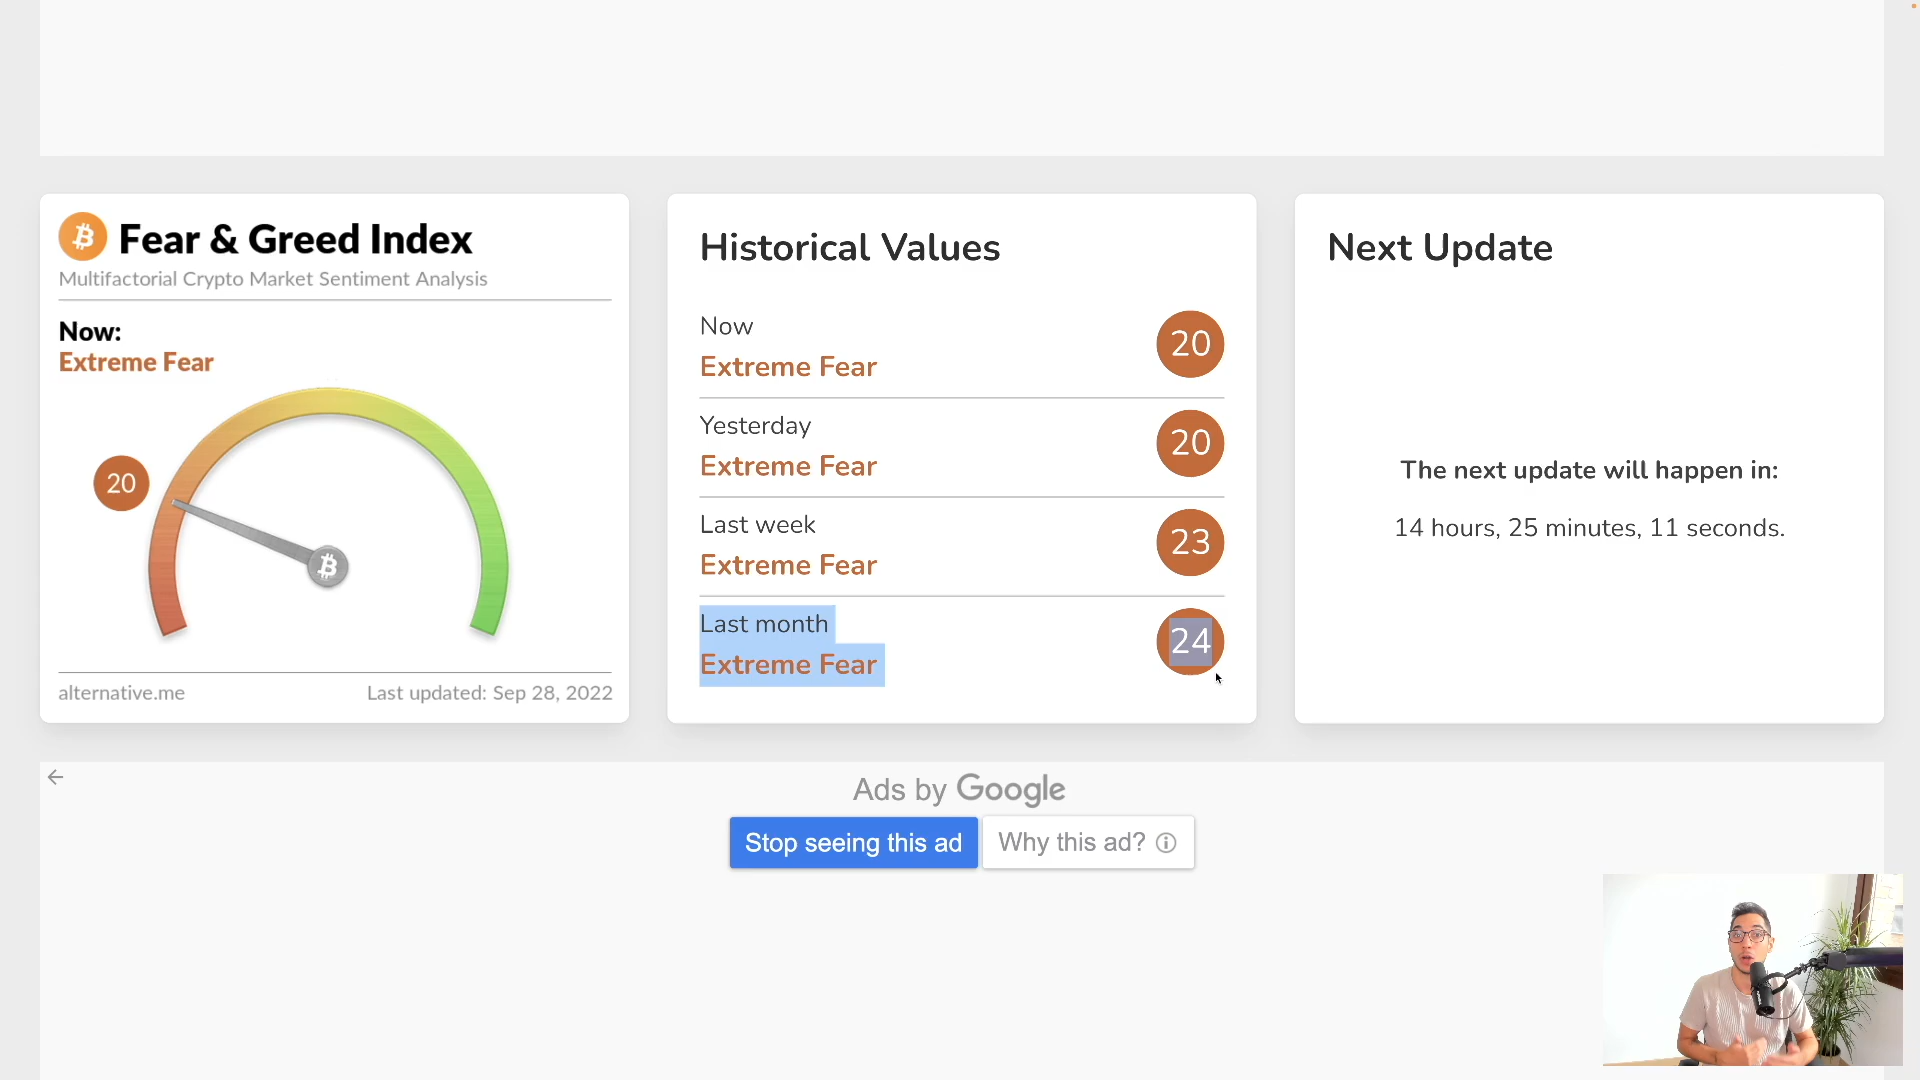 Fear & Greed Index
Multifactorial Crypto Market Sentiment Analysis
Now:
Extreme Fear
20
alternative.me
Last updated: Sep 28, 2022
Historical Values
Now
Extreme Fear
20
Yesterday
Extreme Fear
20
Last week
Extreme Fear
23
Last month
Extreme Fear
24
Next Update
The next update will happen in:
14 hours, 25 minutes, 11 seconds.
Ads by Google
Stop seeing this ad
Why this ad?